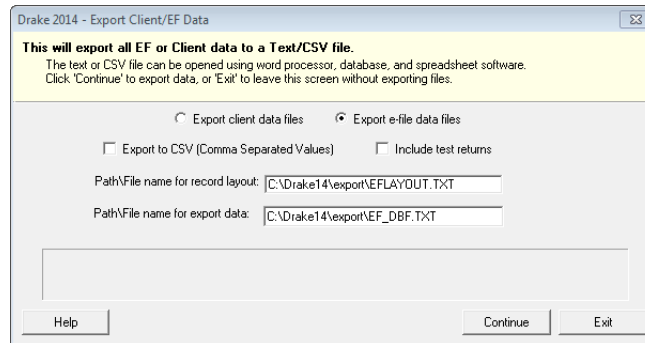 Drake 2014 - Export Client/EF Data
This will export all EF or Client data to a Text/CSV file.
The text or CSV file can be opened using word processor, database, and spreadsheet software.
Click 'Continue' to export data, or 'Exit' to leave this screen without exporting files.
Export client data files Export e-file data files
Export to CSV (Comma Separated Values) Include test returns
Path\File name for record layout: C:\Drake14\export\EFLAYOUT.TXT
Path\File name for export data: C:\Drake14\export\EF_DBF.TXT
Help Continue Exit